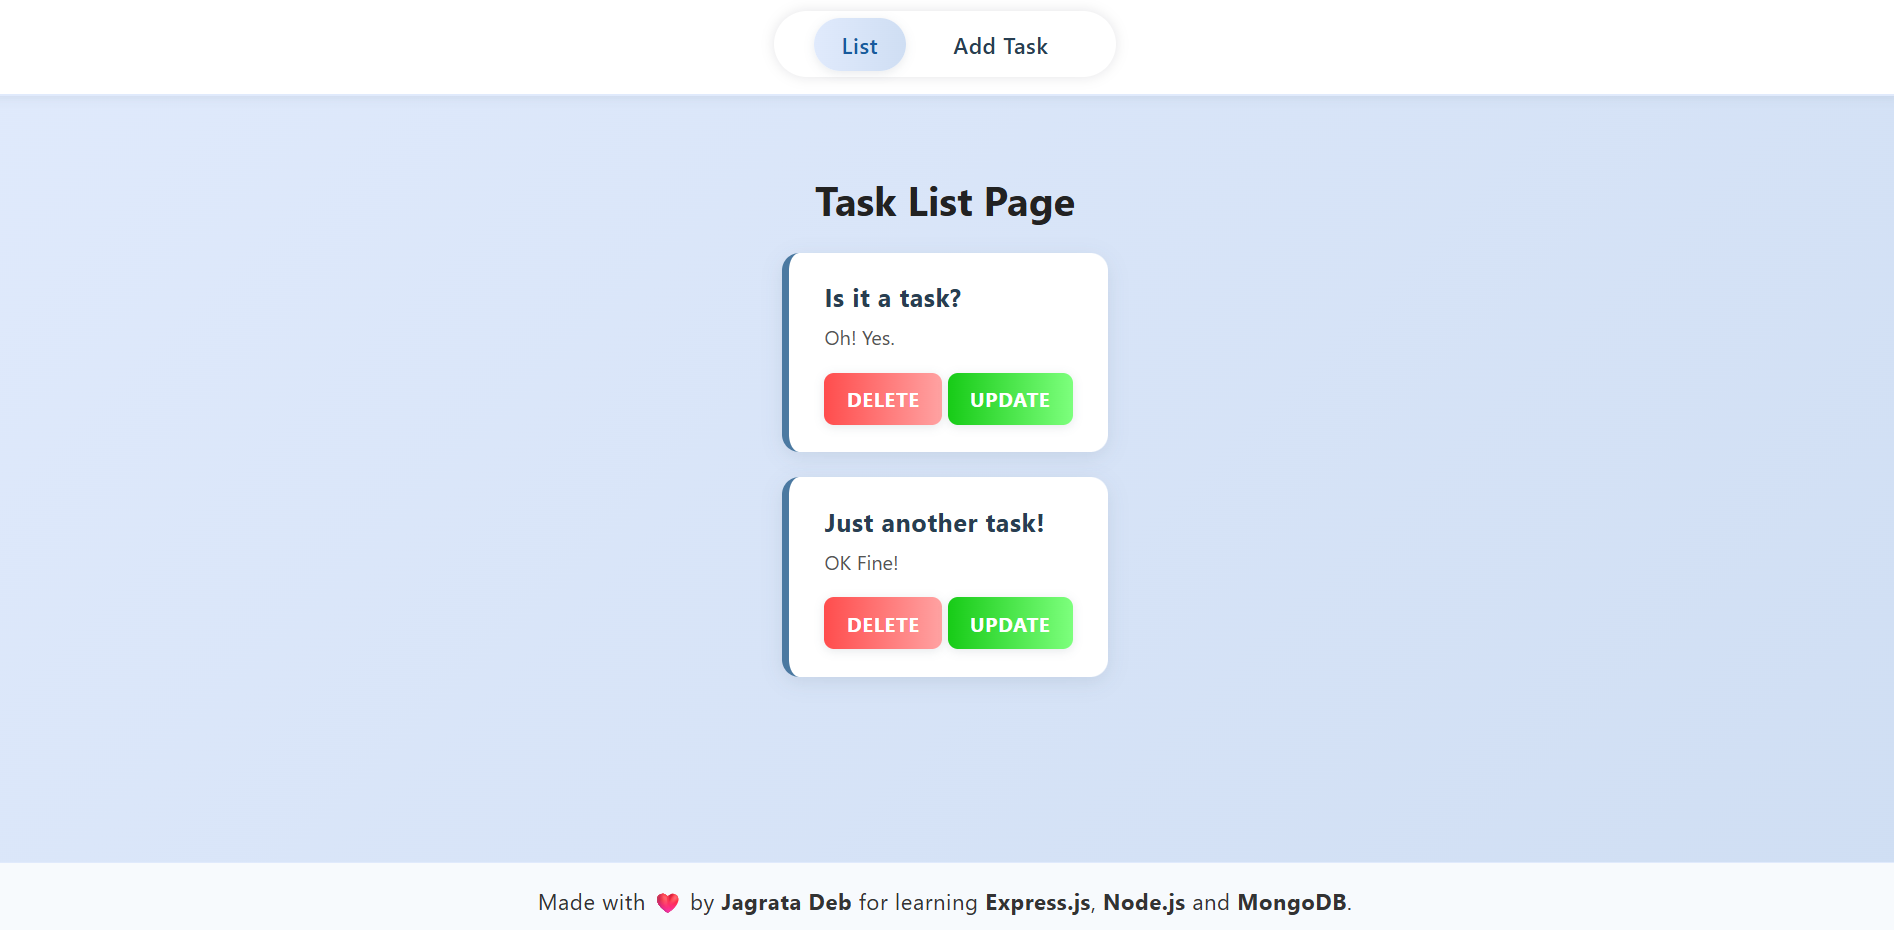 List Add Task
Task List Page
Is it a task?
Oh! Yes.
DELETE UPDATE
Just another task!
OK Fine!
DELETE UPDATE
Made with ❤️ by Jagrata Deb for learning Express.js, Node.js and MongoDB.